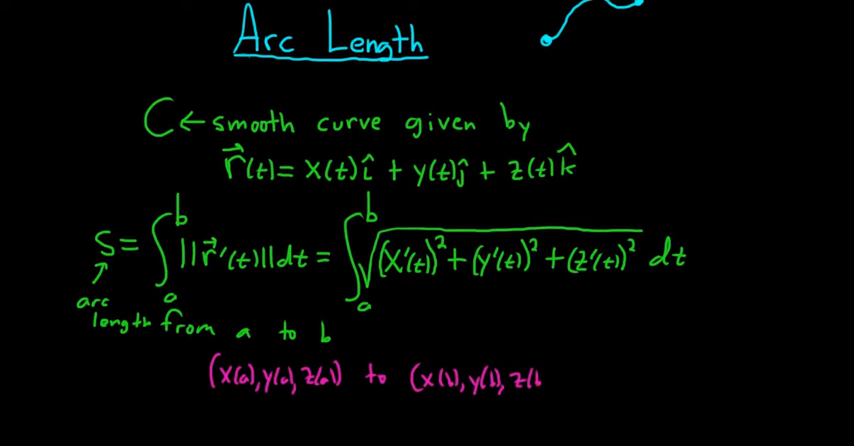 Arc Length
C ← smooth curve given by
r⃗(t) = x(t)î + y(t)ĵ + z(t)k̂
S = ∫ₐᵇ ||r⃗'(t)|| dt = ∫ₐᵇ √((x'(t))² + (y'(t))² + (z'(t))²) dt
↑
arc
length from a to b
(x(a), y(a), z(a)) to (x(b), y(b), z(b